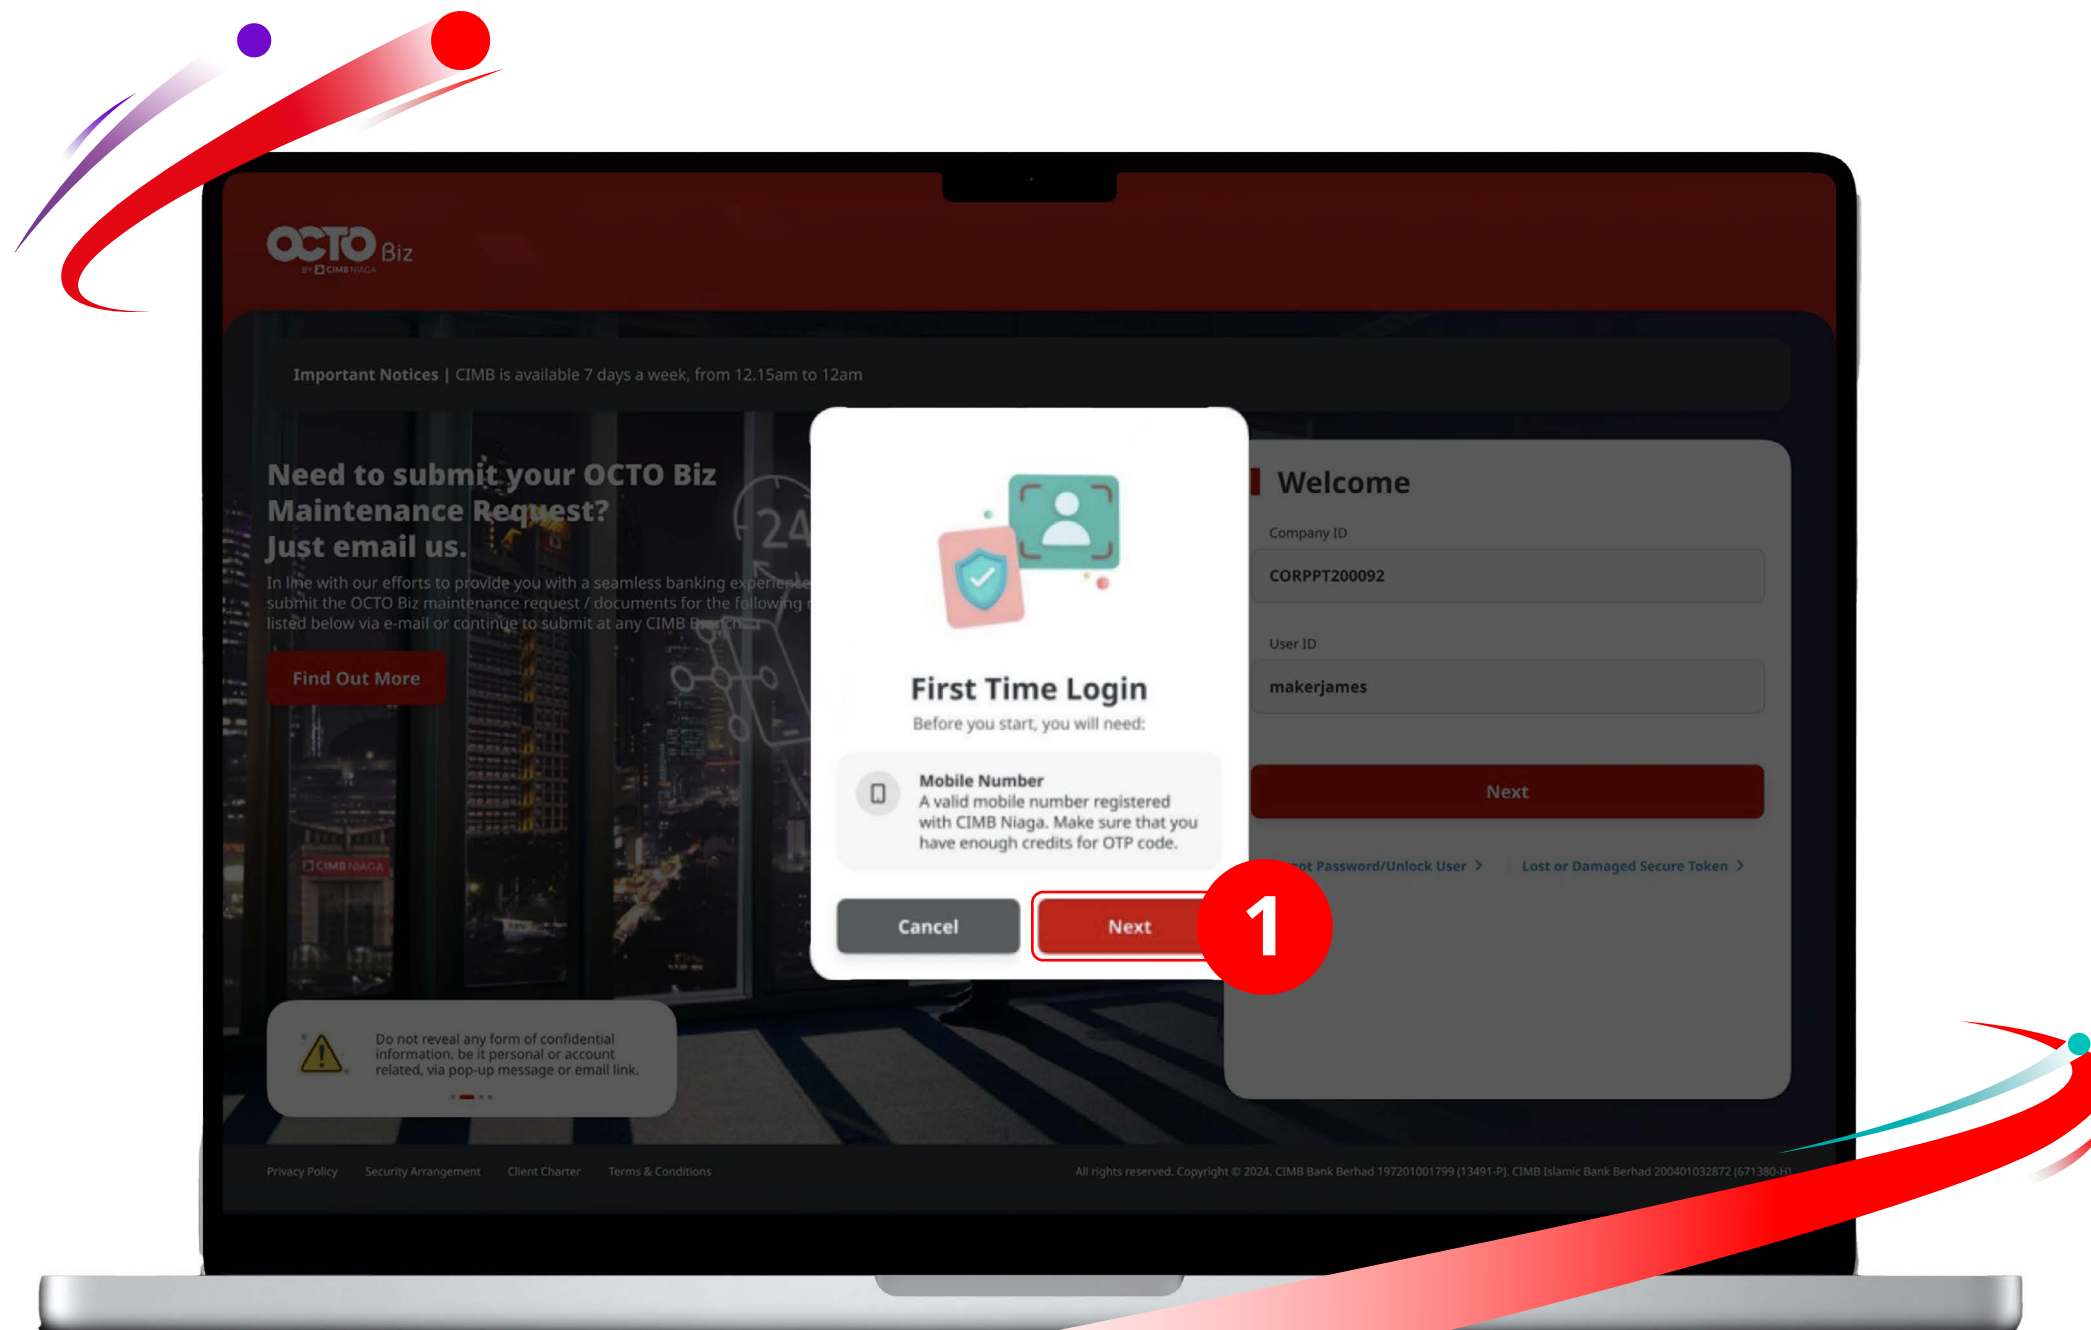 OCTO Biz
BY CIMB NIAGA
Important Notices | CIMB is available 7 days a week, from 12.15am to 12am
Need to submit your OCTO Biz
Maintenance Request?
Just email us.
In line with our efforts to provide you with a seamless banking experience
submit the OCTO Biz maintenance request / documents for the following
listed below via e-mail or continue to submit at any CIMB Branch.
Find Out More
24
CIMB NIAGA
Do not reveal any form of confidential
information, be it personal or account
related, via pop-up message or email link.
First Time Login
Before you start, you will need:
Mobile Number
A valid mobile number registered
with CIMB Niaga. Make sure that you
have enough credits for OTP code.
Cancel
Next
1
Welcome
Company ID
CORPPT200092
User ID
makerjames
Next
Password/Unlock User >
Lost or Damaged Secure Token >
Privacy Policy Security Arrangement Client Charter Terms & Conditions
All rights reserved. Copyright © 2024. CIMB Bank Berhad 197201001799 (13491-P). CIMB Islamic Bank Berhad 200401032872 (671380-H)